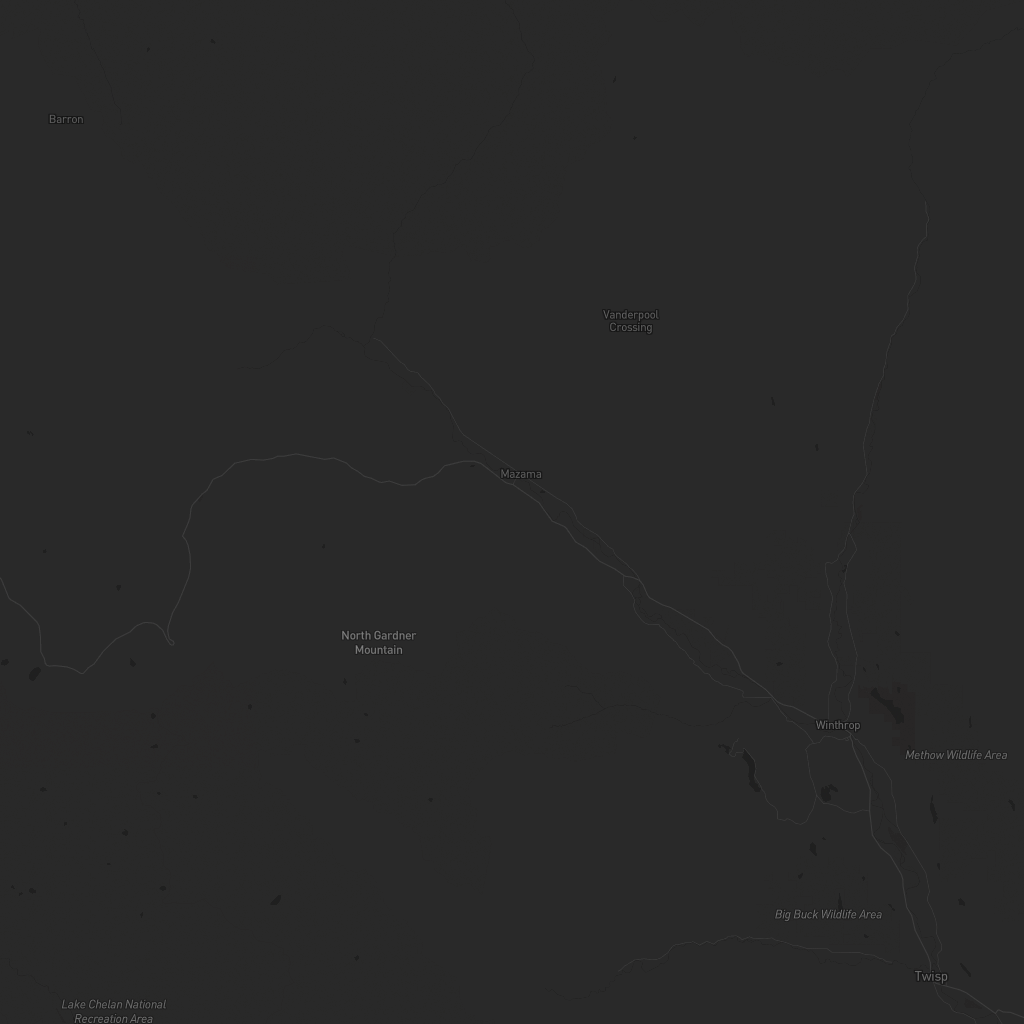 Barron
Vanderpool
Crossing
Mazama
North Gardner
Mountain
Winthrop
Methow Wildlife Area
Big Buck Wildlife Area
Twisp
Lake Chelan National
Recreation Area